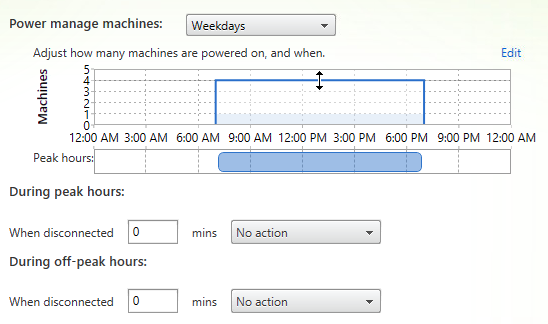 Power manage machines: Weekdays
Adjust how many machines are powered on, and when. Edit
Machines
5
4
3
2
1
0
12:00 AM 3:00 AM 6:00 AM 9:00 AM 12:00 PM 3:00 PM 6:00 PM 9:00 PM 12:00 AM
Peak hours:
During peak hours:
When disconnected 0 mins No action
During off-peak hours:
When disconnected 0 mins No action